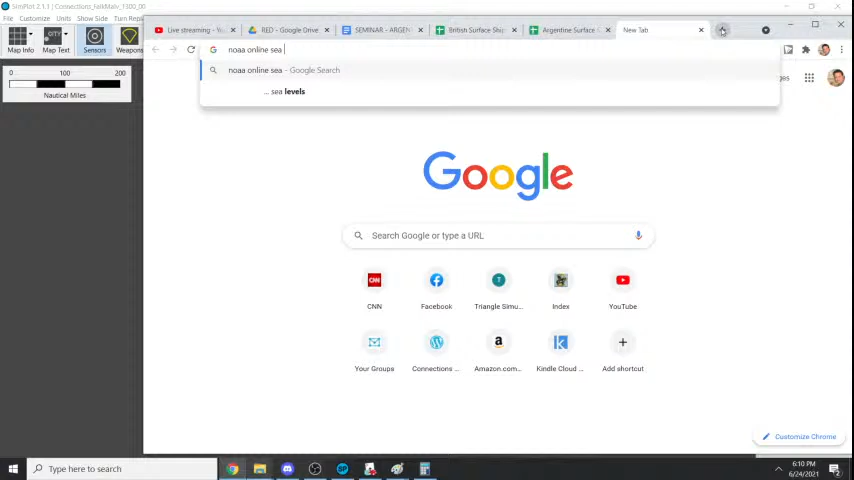 SimPlot 2.1.1 | Connections_FalkMalv_1300_00
Customize Units Show Side Turn Repo
Map Info Map Text Sensors Weapons
0 100 200
Nautical Miles
Live streaming - Yo RED - Google Drive SEMINAR - ARGEN British Surface Ship Argentine Surface New Tab
noaa online sea
noaa online sea - Google Search
... sea levels
ges
Google
Search Google or type a URL
CNN Facebook Triangle Simu... Index YouTube
Your Groups Connections ... Amazon.com... Kindle Cloud ... Add shortcut
Customize Chrome
Type here to search
6:10 PM
6/24/2021